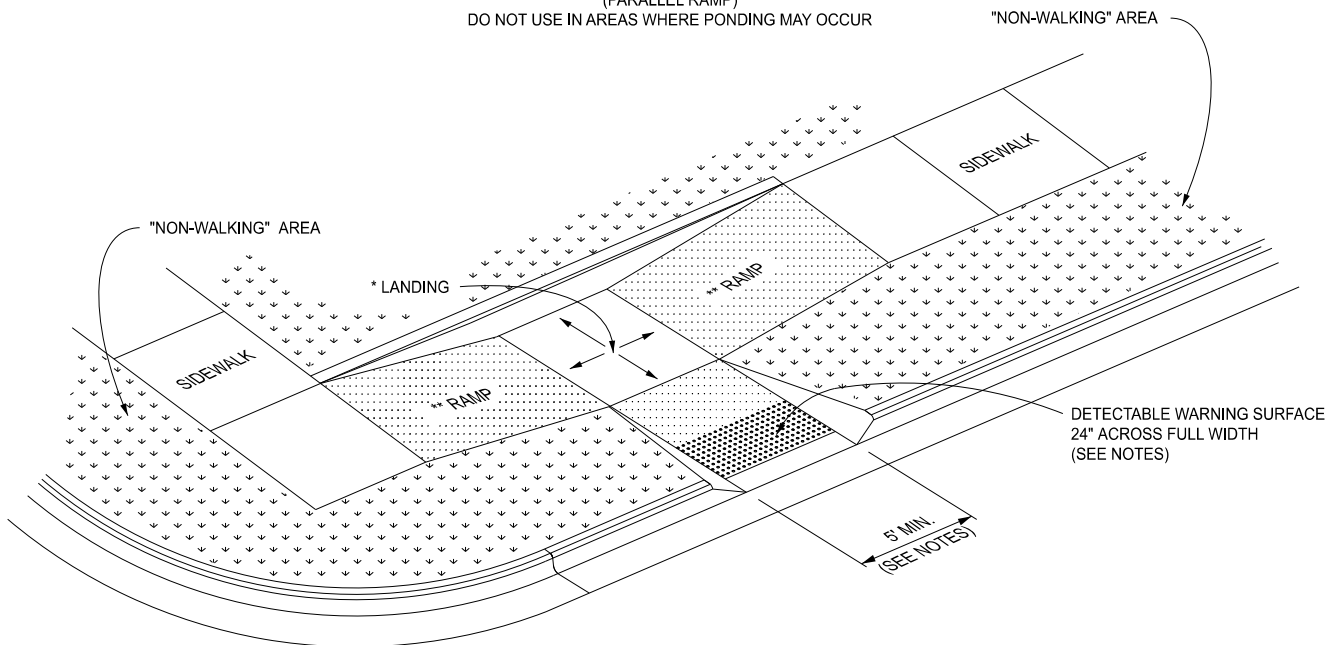 (PARALLEL RAMP)
DO NOT USE IN AREAS WHERE PONDING MAY OCCUR
"NON-WALKING" AREA
SIDEWALK
"NON-WALKING" AREA
* LANDING
** RAMP
SIDEWALK
** RAMP
DETECTABLE WARNING SURFACE
24" ACROSS FULL WIDTH
(SEE NOTES)
5' MIN.
(SEE NOTES)